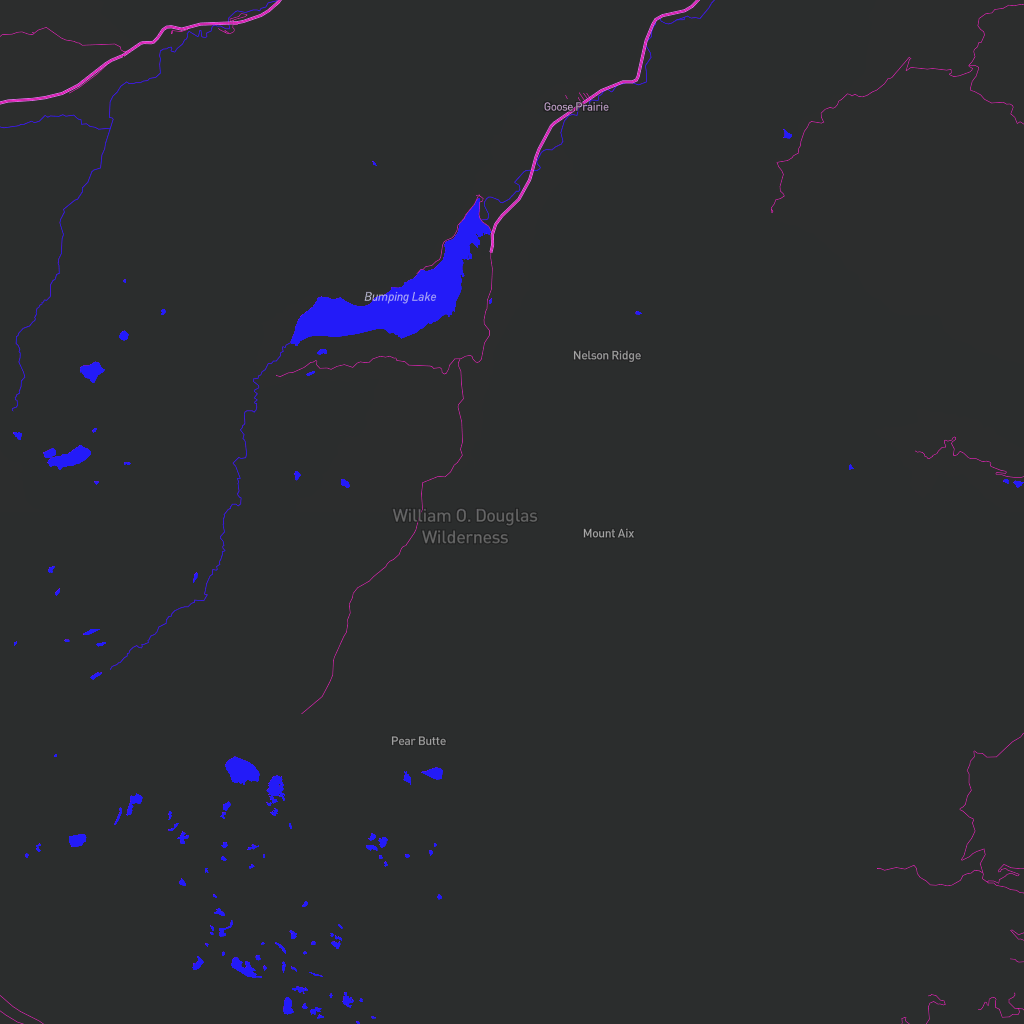 Goose Prairie
Bumping Lake
Nelson Ridge
William O. Douglas
Wilderness
Mount Aix
Pear Butte